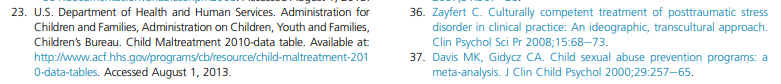 23. U.S. Department of Health and Human Services. Administration for
Children and Families, Administration on Children, Youth and Families,
Children's Bureau. Child Maltreatment 2010-data table. Available at:
http://www.acf.hhs.gov/programs/cb/resource/child-maltreatment-201
0-data-tables. Accessed August 1, 2013.
36. Zayfert C. Culturally competent treatment of posttraumatic stress
disorder in clinical practice: An ideographic, transcultural approach.
Clin Psychol Sci Pr 2008;15:68–73.
37. Davis MK, Gidycz CA. Child sexual abuse prevention programs: a
meta-analysis. J Clin Child Psychol 2000;29:257–65.